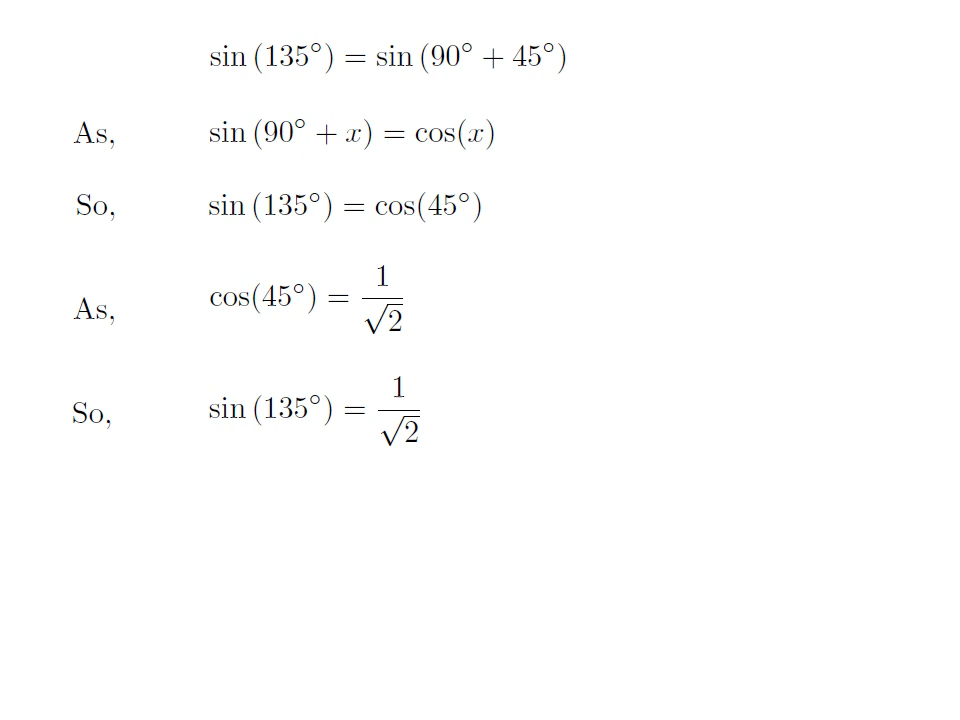 sin (135°) = sin (90° + 45°)
As, sin (90° + x) = cos(x)
So, sin (135°) = cos(45°)
As, cos(45°) = 1/√2
So, sin (135°) = 1/√2